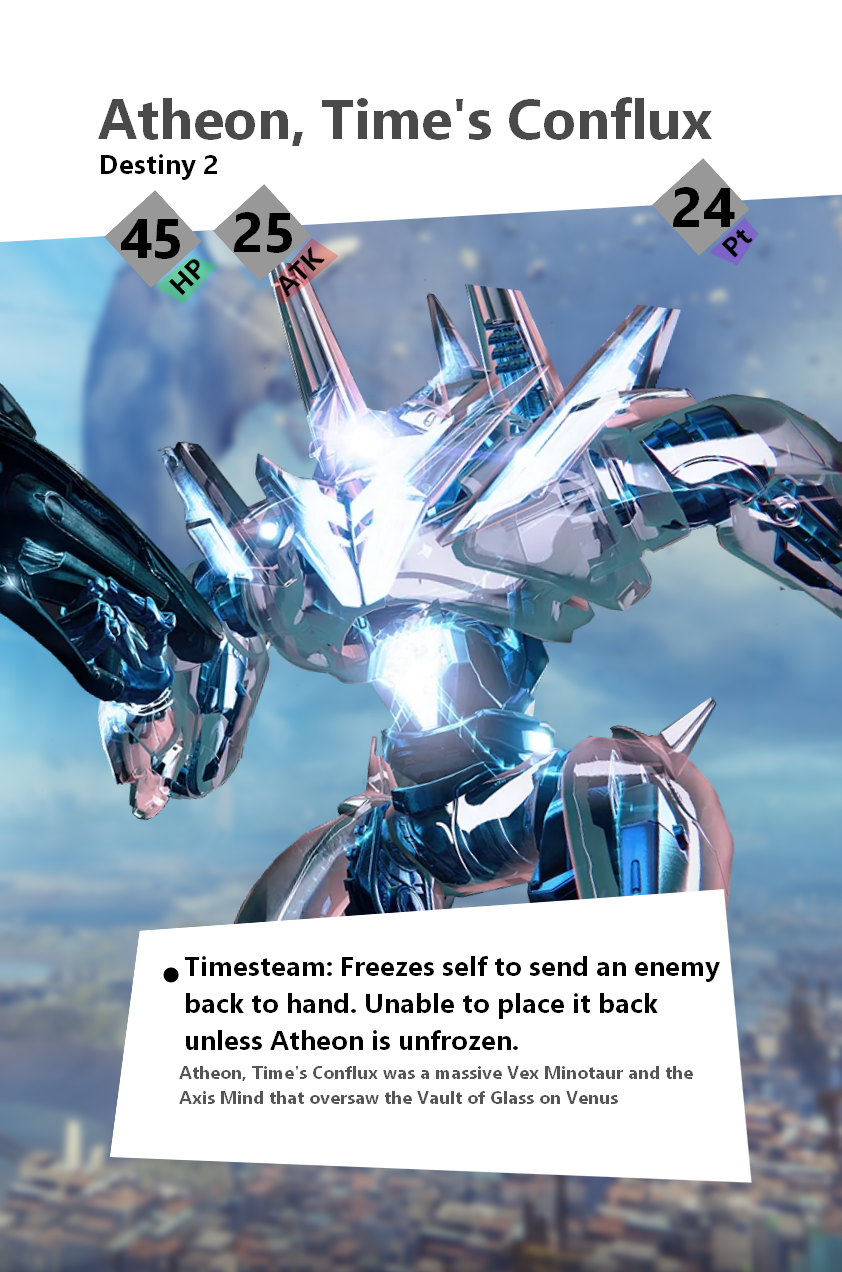 Atheon, Time's Conflux
Destiny 2
45
HP
25
ATK
24
Pt
● Timesteam: Freezes self to send an enemy
back to hand. Unable to place it back
unless Atheon is unfrozen.
Atheon, Time's Conflux was a massive Vex Minotaur and the
Axis Mind that oversaw the Vault of Glass on Venus